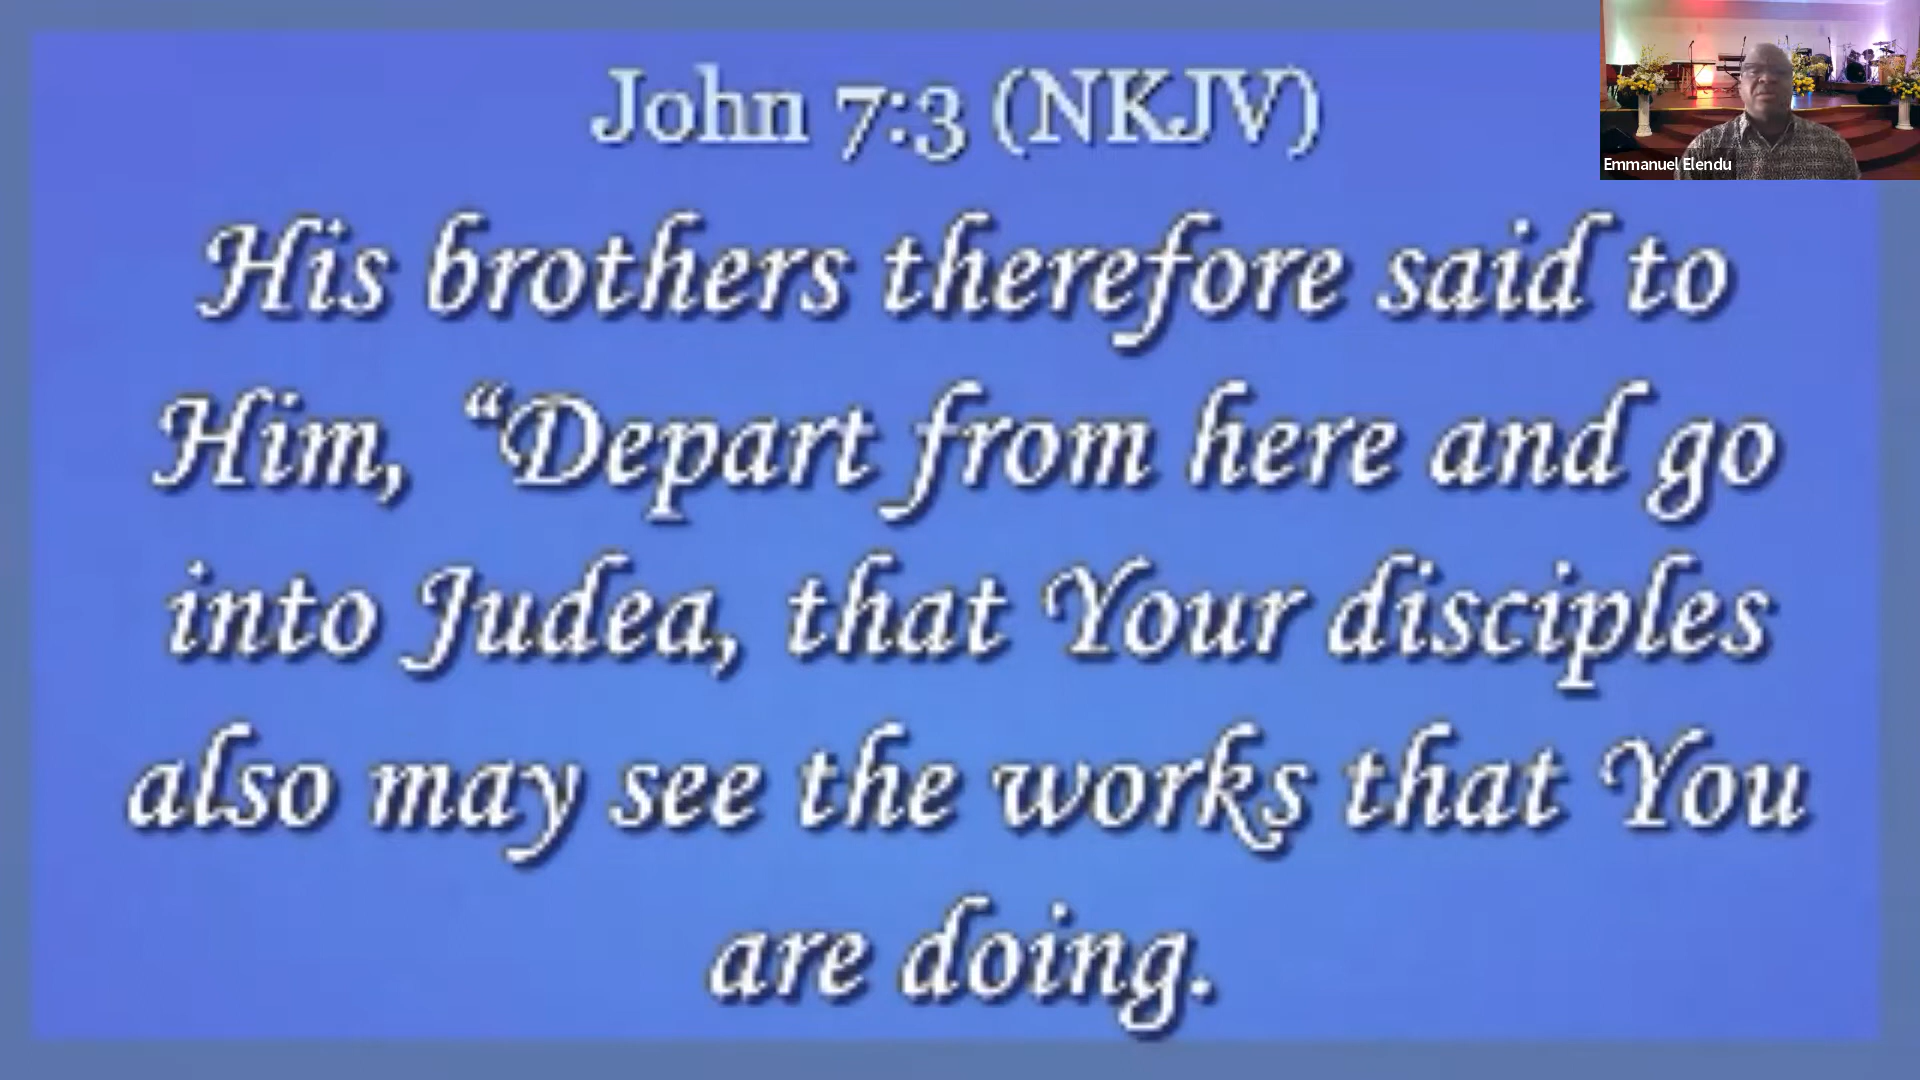 John 7:3 (NKJV)
His brothers therefore said to
Him, “Depart from here and go
into Judea, that Your disciples
also may see the works that You
are doing.
Emmanuel Elendu